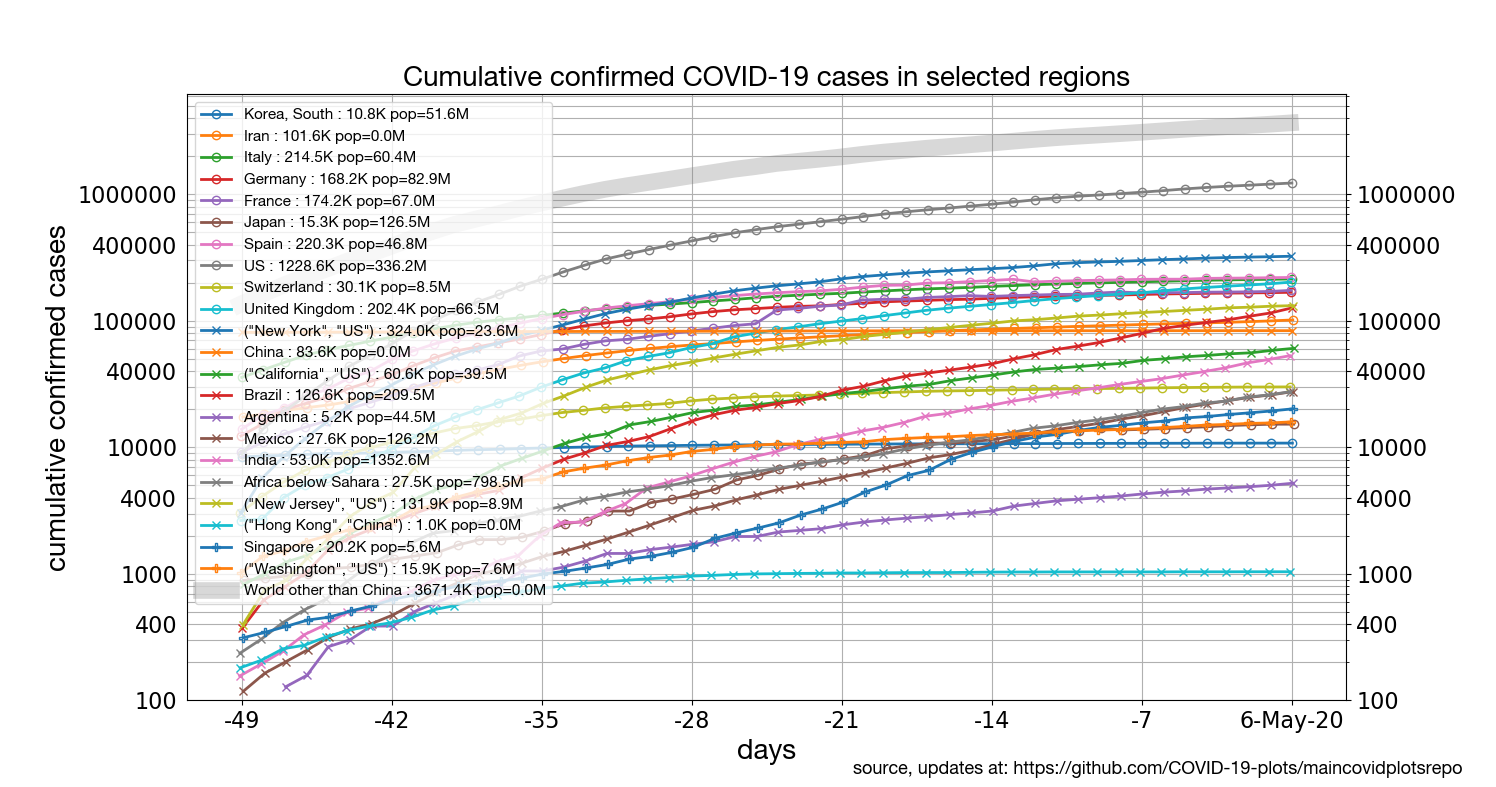 Cumulative confirmed COVID-19 cases in selected regions
Korea, South : 10.8K pop=51.6M
Iran : 101.6K pop=0.0M
Italy : 214.5K pop=60.4M
Germany : 168.2K pop=82.9M
France : 174.2K pop=67.0M
Japan : 15.3K pop=126.5M
Spain : 220.3K pop=46.8M
US : 1228.6K pop=336.2M
Switzerland : 30.1K pop=8.5M
United Kingdom : 202.4K pop=66.5M
("New York", "US") : 324.0K pop=23.6M
China : 83.6K pop=0.0M
("California", "US") : 60.6K pop=39.5M
Brazil : 126.6K pop=209.5M
Argentina : 5.2K pop=44.5M
Mexico : 27.6K pop=126.2M
India : 53.0K pop=1352.6M
Africa below Sahara : 27.5K pop=798.5M
("New Jersey", "US") : 131.9K pop=8.9M
("Hong Kong", "China") : 1.0K pop=0.0M
Singapore : 20.2K pop=5.6M
("Washington", "US") : 15.9K pop=7.6M
World other than China : 3671.4K pop=0.0M
cumulative confirmed cases
1000000
400000
100000
40000
10000
4000
1000
400
100
1000000
400000
100000
40000
10000
4000
1000
400
100
-49 -42 -35 -28 -21 -14 -7 6-May-20
days
source, updates at: https://github.com/COVID-19-plots/maincovidplotsrepo